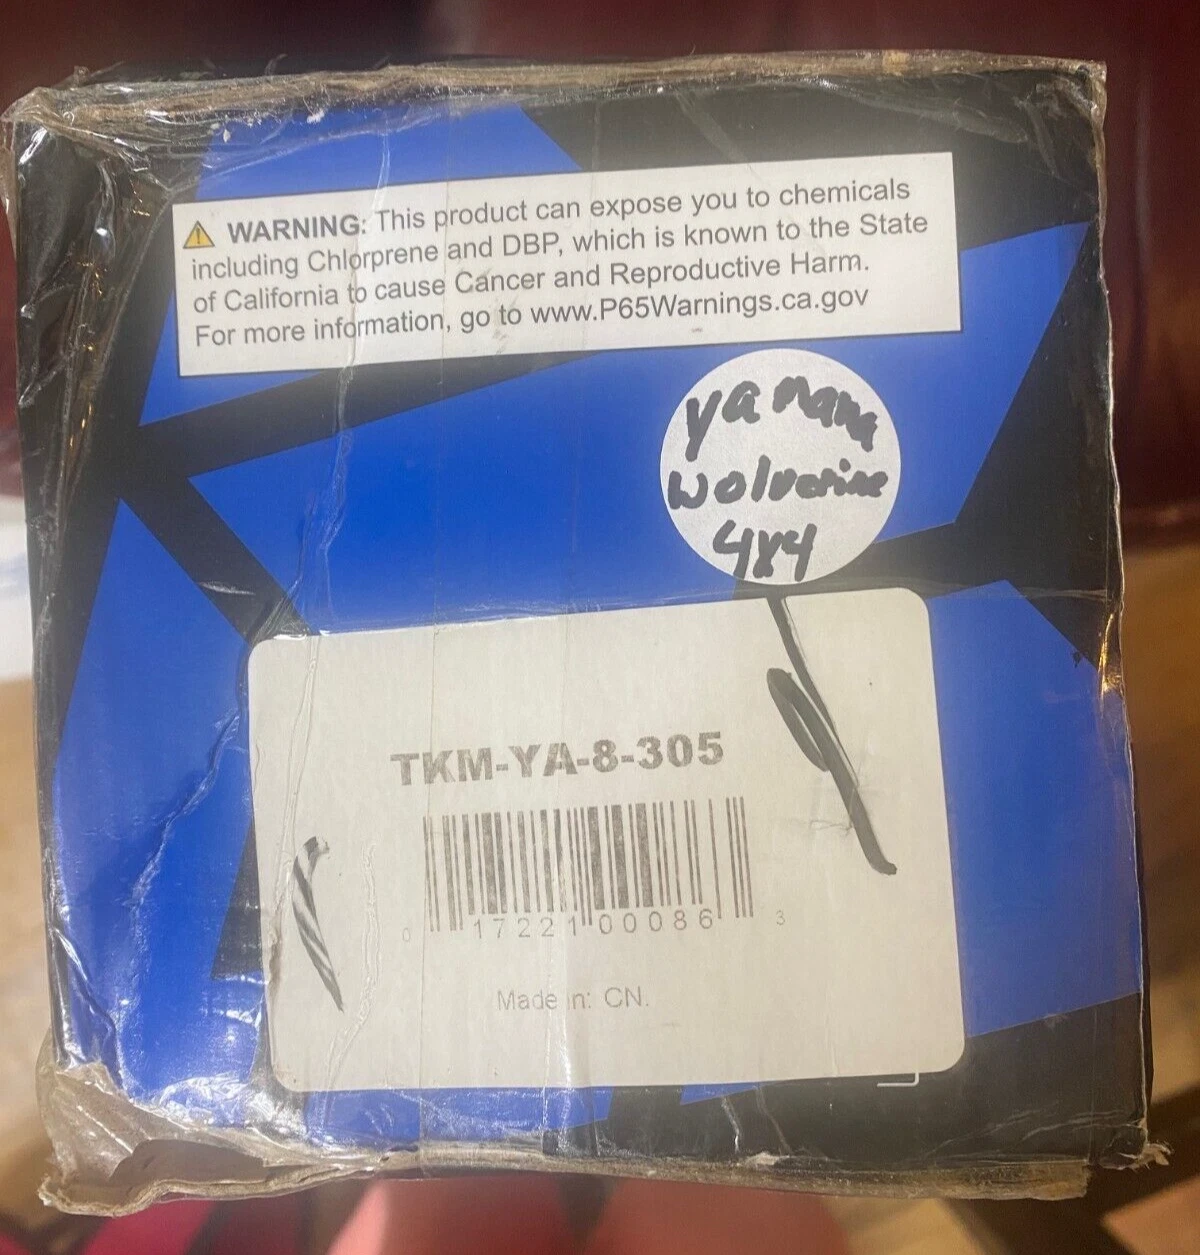 ⚠ WARNING: This product can expose you to chemicals
including Chlorprene and DBP, which is known to the State
of California to cause Cancer and Reproductive Harm.
For more information, go to www.P65Warnings.ca.gov
wolverine
4x4
TKM-YA-8-305
0 17221 00086 3
Made in: CN.